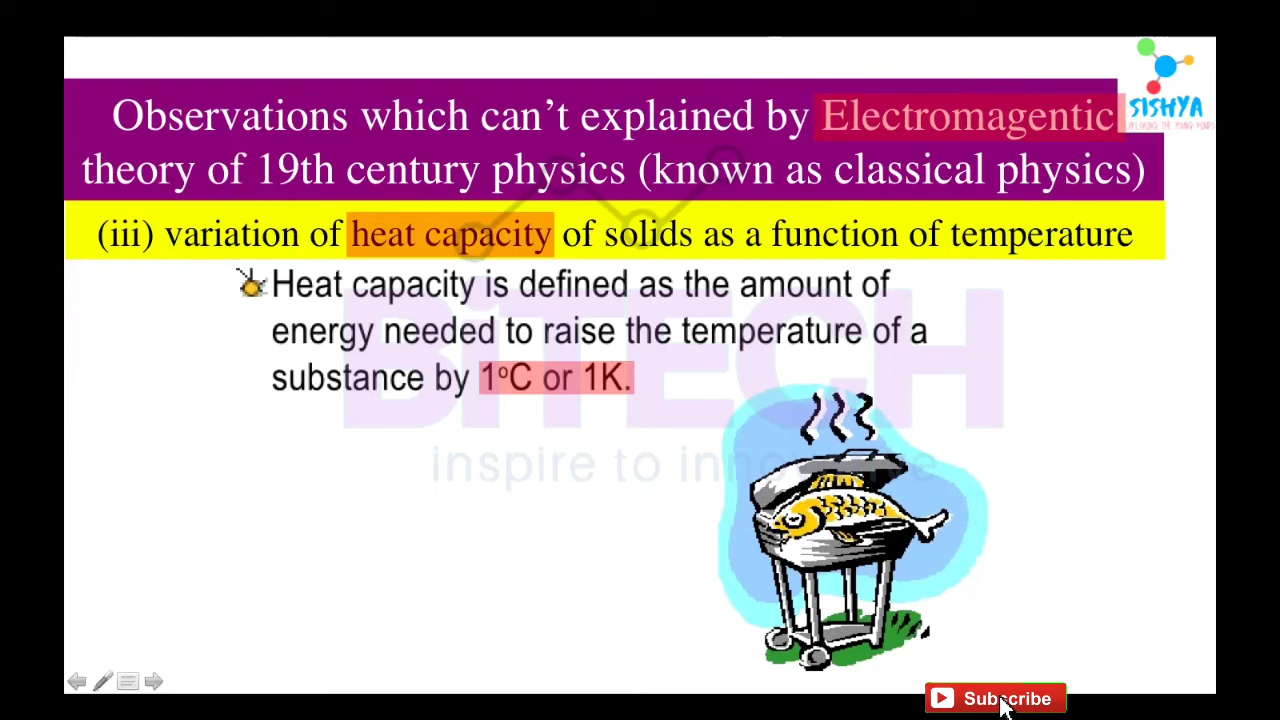 Observations which can't explained by Electromagentic
theory of 19th century physics (known as classical physics)
SISHYA
(iii) variation of heat capacity of solids as a function of temperature
Heat capacity is defined as the amount of
energy needed to raise the temperature of a
substance by 1°C or 1K.
BiTECH
inspire to innovate
Subscribe